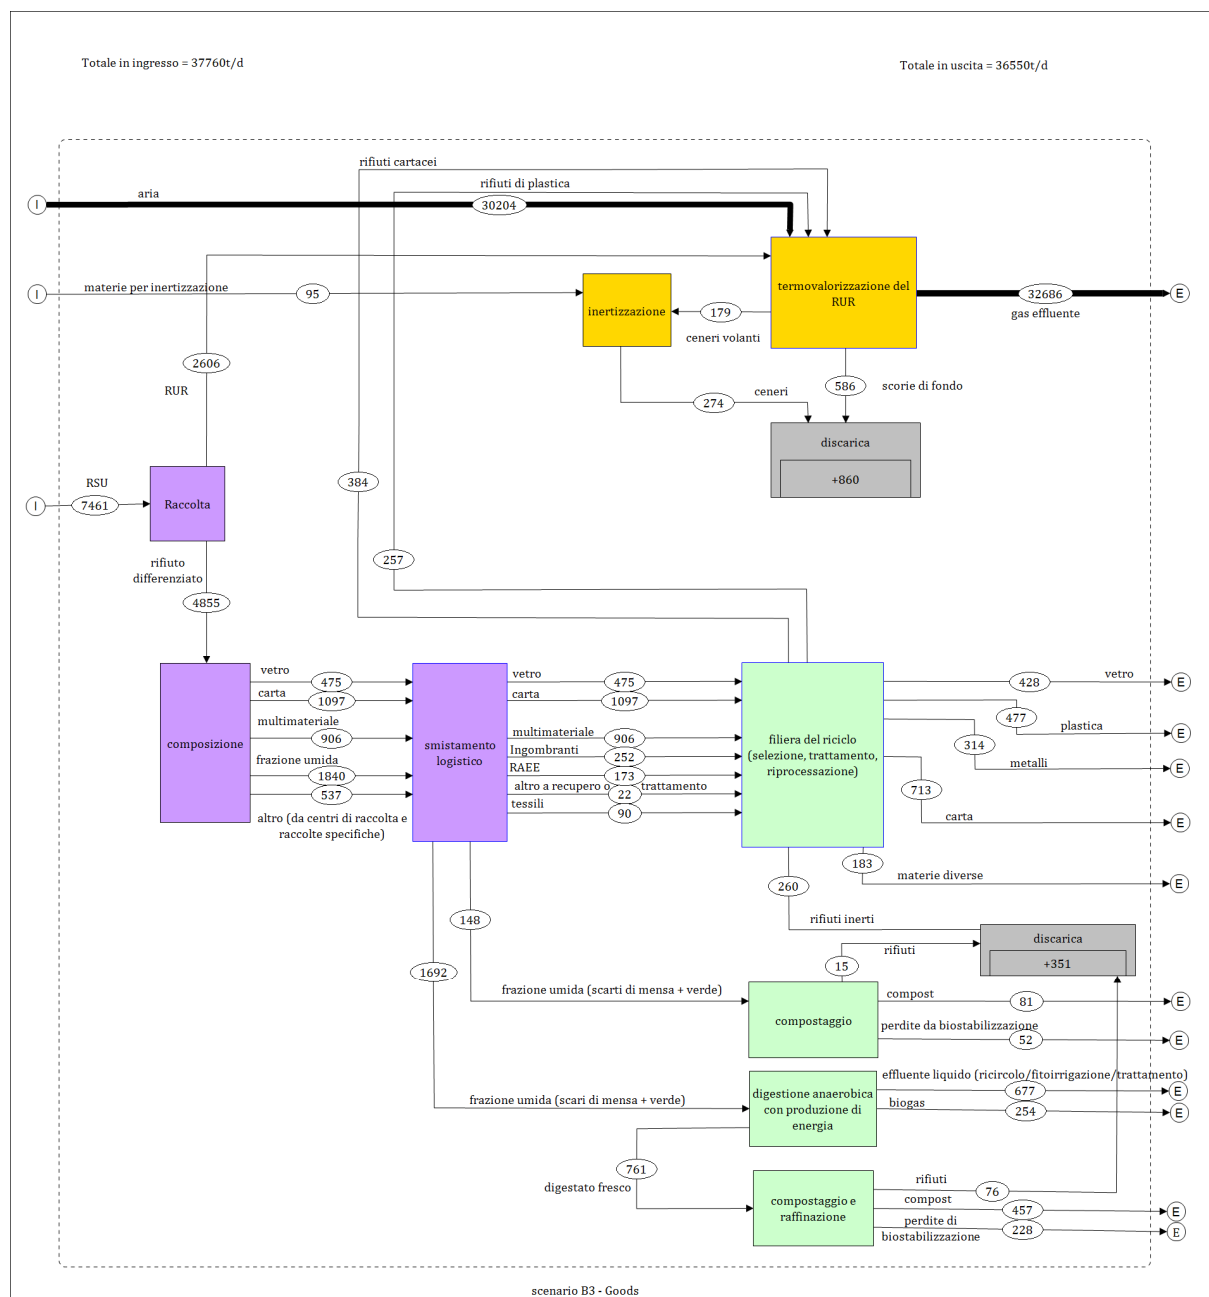 Totale in ingresso = 37760t/d
Totale in uscita = 36550t/d
rifiuti cartacei
rifiuti di plastica
aria
I
30204
I
materie per inertizzazione
95
inertizzazione
179
ceneri volanti
termovalorizzazione del
RUR
32686
E
gas effluente
2606
RUR
586
scorie di fondo
ceneri
274
discarica
+860
384
RSU
I
7461
Raccolta
257
rifiuto
differenziato
4855
composizione
vetro
475
carta
1097
multimateriale
906
frazione umida
1840
537
altro (da centri di raccolta e
raccolte specifiche)
smistamento
logistico
vetro
475
carta
1097
multimateriale
906
Ingombranti
252
RAEE
173
altro a recupero o trattamento
22
tessili
90
filiera del riciclo
(selezione, trattamento,
riprocessazione)
428
vetro
E
477
plastica
E
314
metalli
E
713
carta
E
183
materie diverse
E
260
rifiuti inerti
148
1692
discarica
+351
rifiuti
15
frazione umida (scarti di mensa + verde)
compostaggio
compost
81
E
perdite da biostabilizzazione
52
E
frazione umida (scari di mensa + verde)
digestione anaerobica
con produzione di
energia
effluente liquido (ricircolo/fitoirrigazione/trattamento)
677
E
biogas
254
E
761
digestato fresco
compostaggio e
raffinazione
rifiuti
76
compost
457
E
perdite di
biostabilizzazione
228
E
scenario B3 - Goods